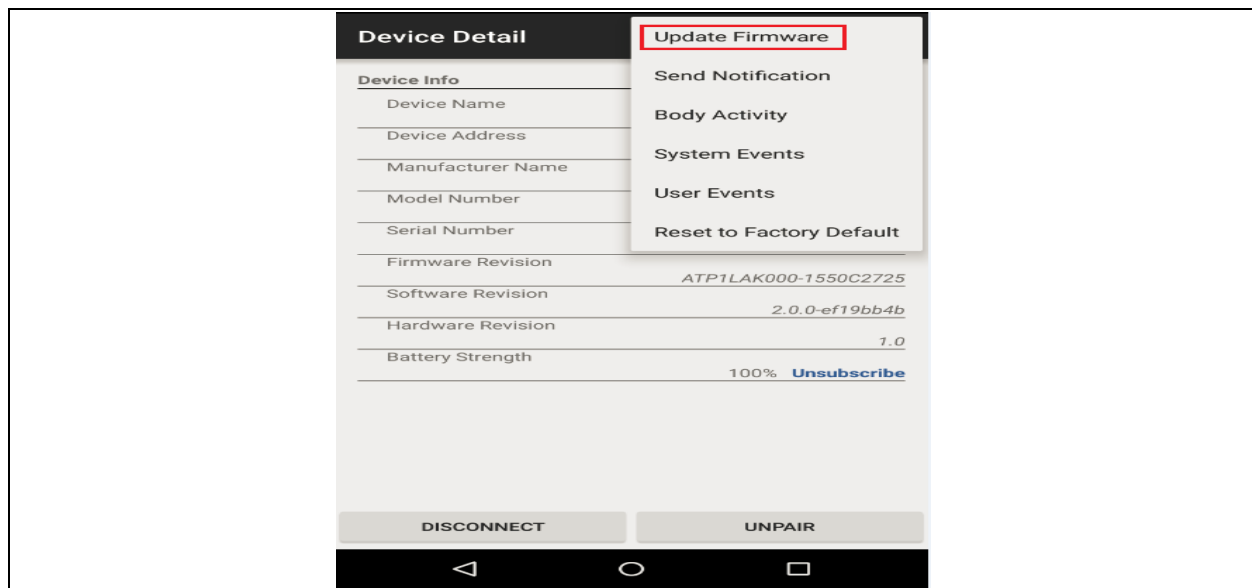 Device Detail
Update Firmware
Send Notification
Body Activity
System Events
User Events
Reset to Factory Default
Device Info
Device Name
Device Address
Manufacturer Name
Model Number
Serial Number
Firmware Revision
ATP1LAK000-1550C2725
Software Revision
2.0.0-ef19bb4b
Hardware Revision
1.0
Battery Strength
100% Unsubscribe
DISCONNECT
UNPAIR